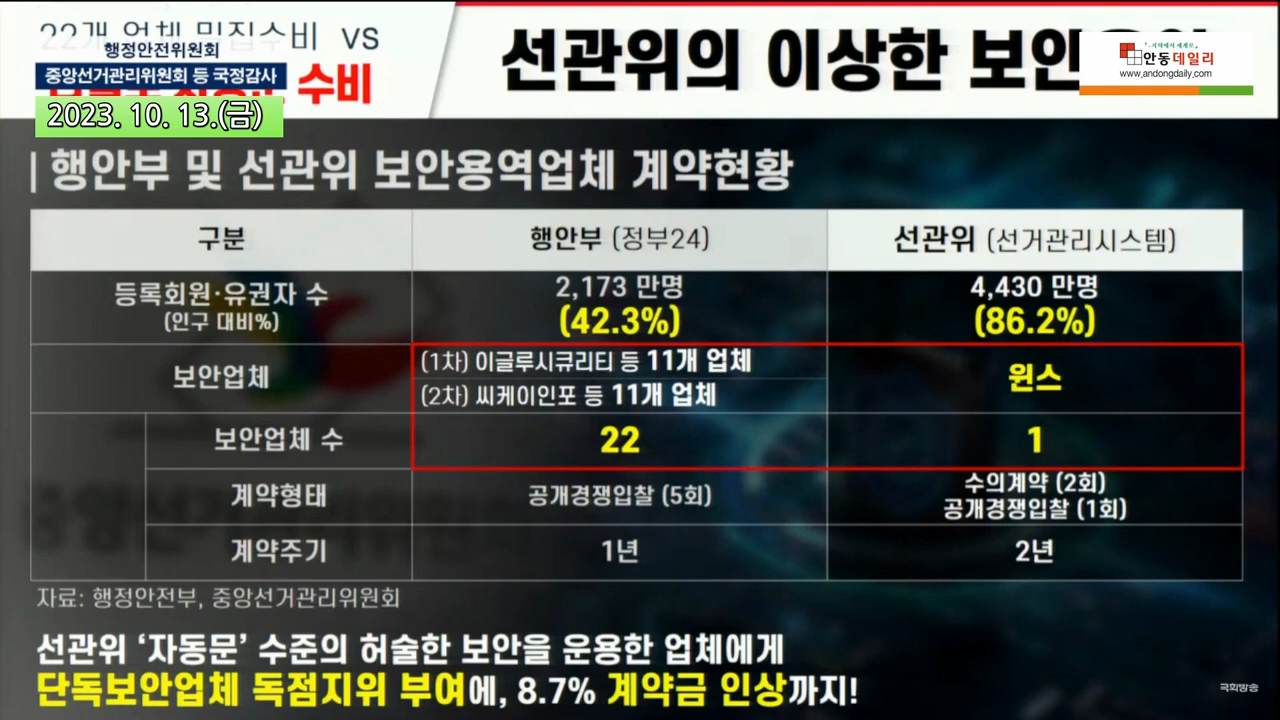 22개 업체 밀집수비 VS
행정안전위원회
중앙선거관리위원회 등 국정감사
수비
2023. 10. 13.(금)
선관위의 이상한 보안
안동데일리
www.andongdaily.com
행안부 및 선관위 보안용역업체 계약현황
구분 행안부 (정부24) 선관위 (선거관리시스템)
등록회원·유권자 수 2,173 만명 4,430 만명
(인구 대비%) (42.3%) (86.2%)
보안업체 (1차) 이글루시큐리티 등 11개 업체 윈스
(2차) 씨케이인포 등 11개 업체
보안업체 수 22 1
계약형태 공개경쟁입찰 (5회) 수의계약 (2회)
공개경쟁입찰 (1회)
계약주기 1년 2년
자료: 행정안전부, 중앙선거관리위원회
선관위 ‘자동문’ 수준의 허술한 보안을 운용한 업체에게
단독보안업체 독점지위 부여에, 8.7% 계약금 인상까지!
국회방송